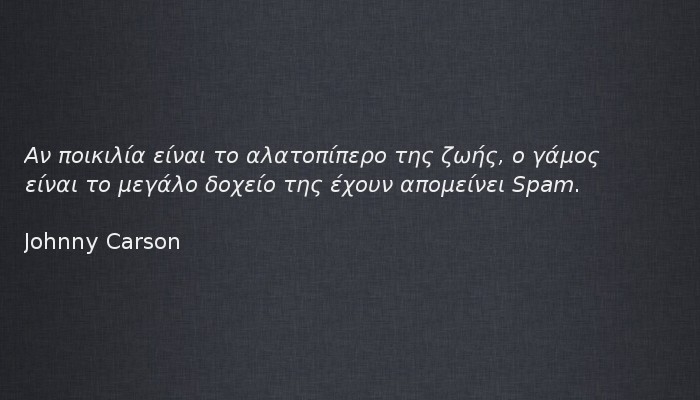 Αν ποικιλία είναι το αλατοπίπερο της ζωής, ο γάμος
είναι το μεγάλο δοχείο της έχουν απομείνει Spam.
Johnny Carson